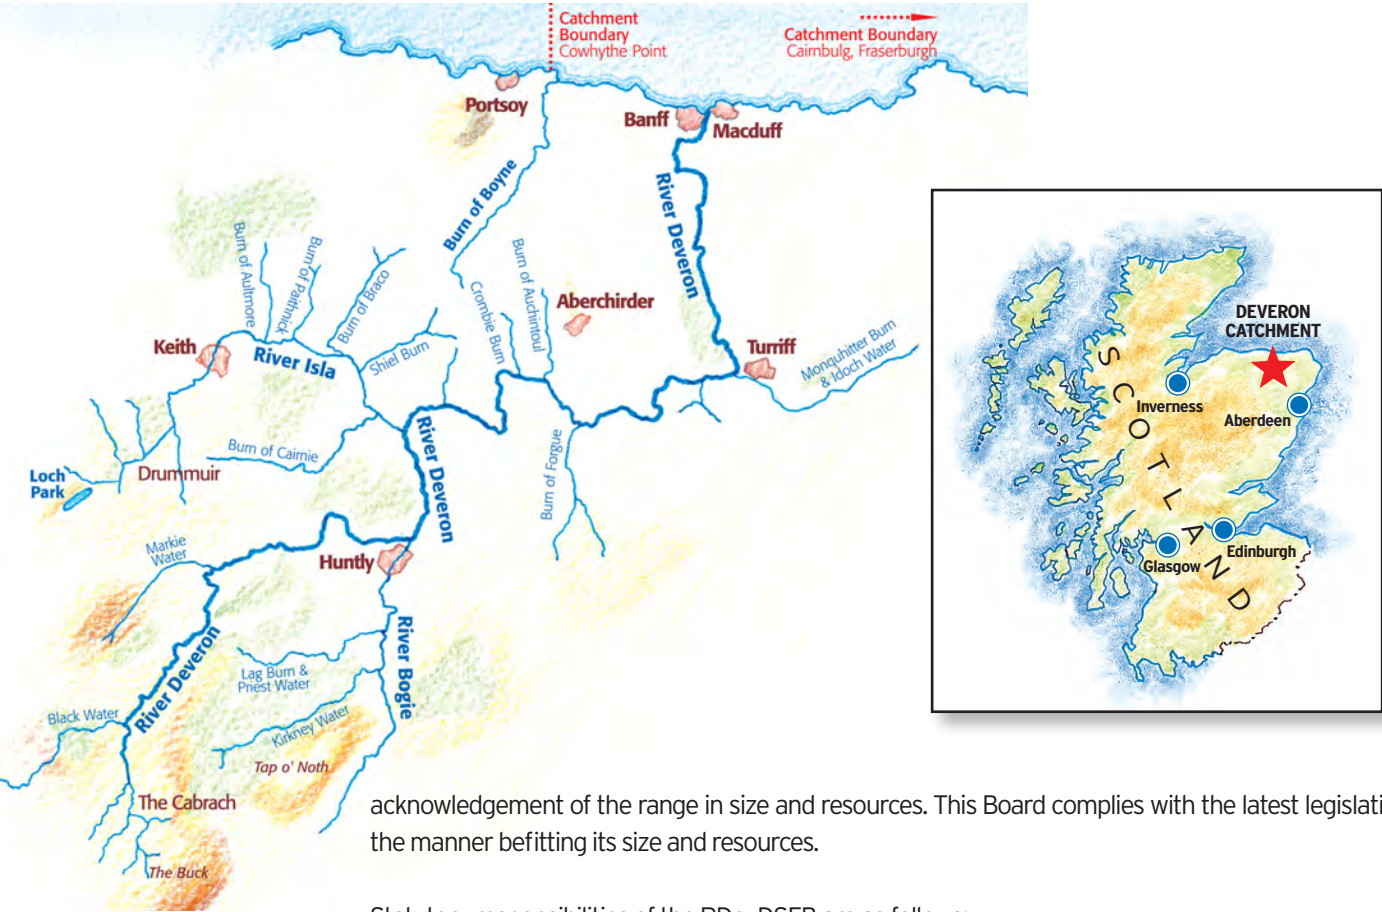 Catchment
Boundary
Cowhythe Point
Catchment Boundary
Cairnbulg, Fraserburgh
Portsoy
Banff
Macduff
Burn of Boyne
River Deveron
Burn of Aultmore
Burn of Paithnick
Burn of Braco
Crombie Burn
Burn of Auchintoul
Aberchirder
Keith
River Isla
Shiel Burn
Turriff
Monquhitter Burn
& Idoch Water
Burn of Cairnie
Loch
Park
Drummuir
River Deveron
Burn of Forgue
Markie
Water
Huntly
River Deveron
River Bogie
Lag Burn &
Priest Water
Black Water
Kirkney Water
Tap o' Noth
The Cabrach
The Buck
DEVERON
CATCHMENT
SCOTLAND
Inverness
Aberdeen
Glasgow
Edinburgh
acknowledgement of the range in size and resources. This Board complies with the latest legislati
the manner befitting its size and resources.